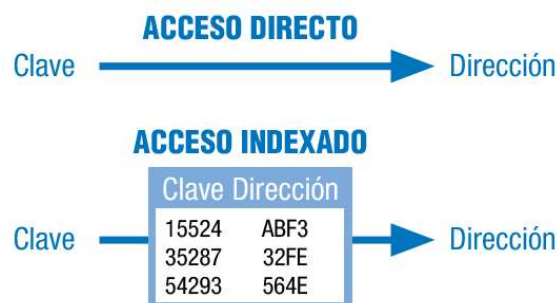 ACCESO DIRECTO
Clave Dirección
ACCESO INDEXADO
Clave Dirección
15524 ABF3
Clave 35287 32FE Dirección
54293 564E